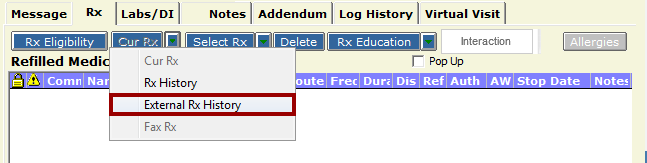 Message Rx Labs/DI Notes Addendum Log History Virtual Visit
Rx Eligibility Cur Rx Select Rx Delete Rx Education Interaction Allergies
Refilled Medic Pop Up
Comm Nar oute Frec Dura Dis Ref Auth AW Stop Date Notes
Cur Rx
Rx History
External Rx History
Fax Rx